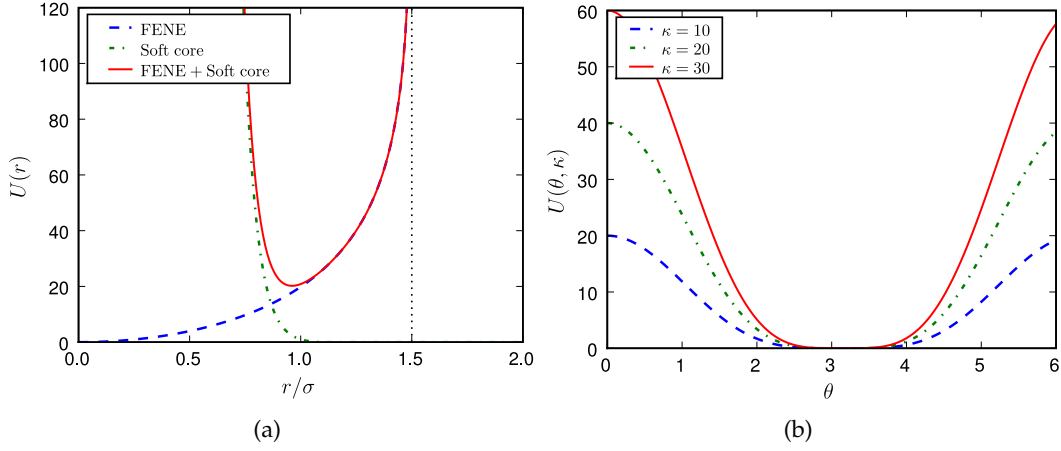 FENE
Soft core
FENE + Soft core
120
100
80
60
40
20
0
U(r)
0.0 0.5 1.0 1.5 2.0
r/σ
(a)
κ = 10
κ = 20
κ = 30
60
50
40
30
20
10
0
U(θ, κ)
0 1 2 3 4 5 6
θ
(b)